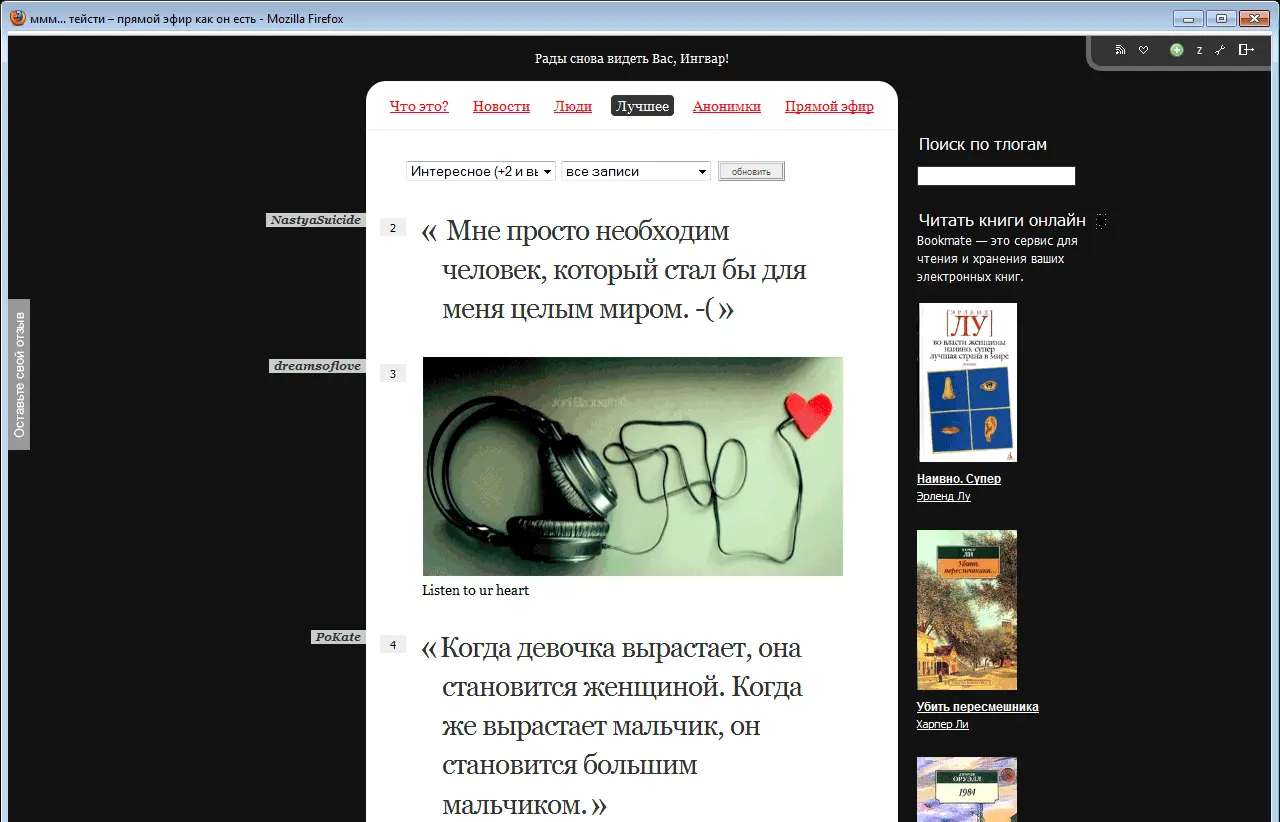 ммм... тейсти – прямой эфир как он есть - Mozilla Firefox
Рады снова видеть Вас, Ингвар!
z
Что это? Новости Люди Лучшее Анонимки Прямой эфир
Интересное (+2 и вы
все записи
обновить
NastyaSuicide
2
« Мне просто необходим
человек, который стал бы для
меня целым миром. -( »
Оставьте свой отзыв
dreamsoflove
3
Listen to ur heart
PoKate
4
« Когда девочка вырастает, она
становится женщиной. Когда
же вырастает мальчик, он
становится большим
мальчиком. »
Поиск по тлогам
Читать книги онлайн
Bookmate — это сервис для
чтения и хранения ваших
электронных книг.
[ЭРЛЕНД
ЛУ]
во власти женщины
наивно. супер
лучшая страна в мире
Наивно. Супер
Эрленд Лу
ХАРПЕР
ЛИ
Убить
пересмешника...
Убить пересмешника
Харпер Ли
ДЖОРДЖ
ОРУЭЛЛ
1984